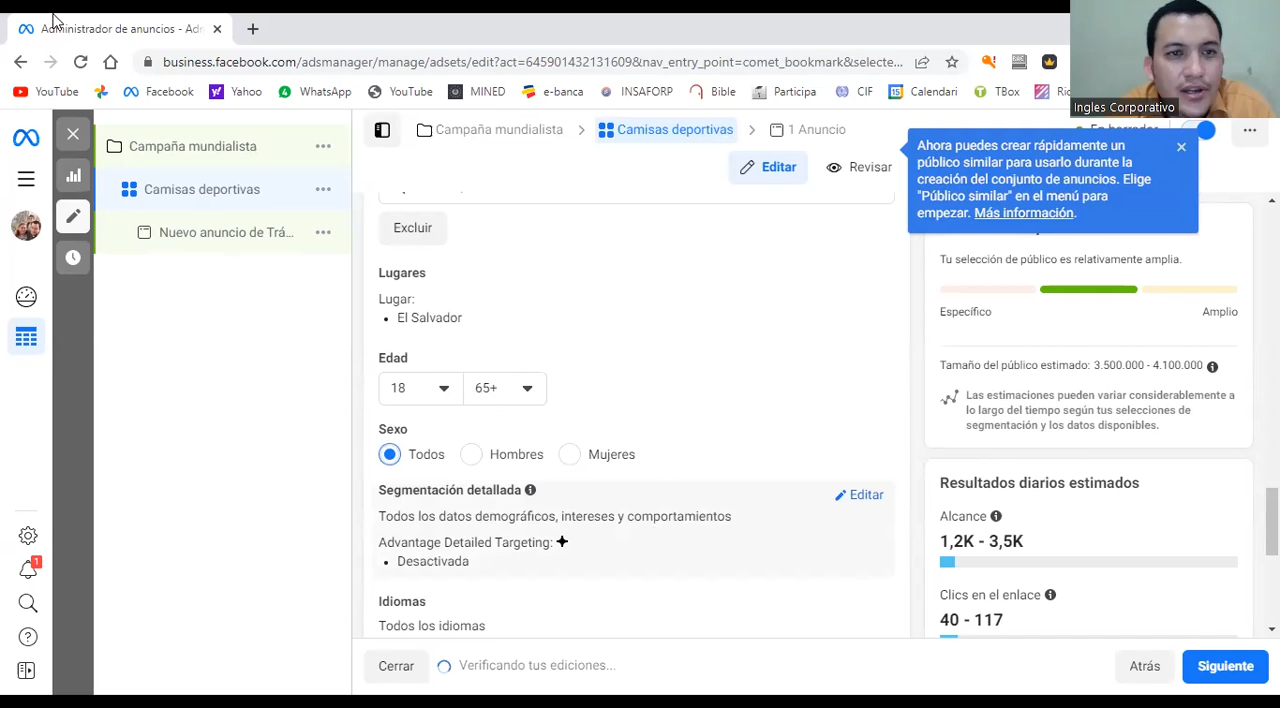 Administrador de anuncios - Adm
business.facebook.com/adsmanager/manage/adsets/edit?act=645901432131609&nav_entry_point=comet_bookmark&selecte...
YouTube
Facebook
Yahoo
WhatsApp
YouTube
MINED
e-banca
INSAFORP
Bible
Participa
CIF
Calendari
TBox
Ingles Corporativo
Campaña mundialista
Camisas deportivas
Nuevo anuncio de Trá...
Campaña mundialista
Camisas deportivas
1 Anuncio
En borrador
Editar
Revisar
Ahora puedes crear rápidamente un
público similar para usarlo durante la
creación del conjunto de anuncios. Elige
"Público similar" en el menú para
empezar. Más información.
Excluir
Lugares
Lugar:
• El Salvador
Edad
18
65+
Sexo
Todos
Hombres
Mujeres
Segmentación detallada
Editar
Todos los datos demográficos, intereses y comportamientos
Advantage Detailed Targeting:
• Desactivada
Idiomas
Todos los idiomas
Tu selección de público es relativamente amplia.
Específico
Amplio
Tamaño del público estimado: 3.500.000 - 4.100.000
Las estimaciones pueden variar considerablemente a
lo largo del tiempo según tus selecciones de
segmentación y los datos disponibles.
Resultados diarios estimados
Alcance
1,2K - 3,5K
Clics en el enlace
40 - 117
1
Cerrar
Verificando tus ediciones...
Atrás
Siguiente